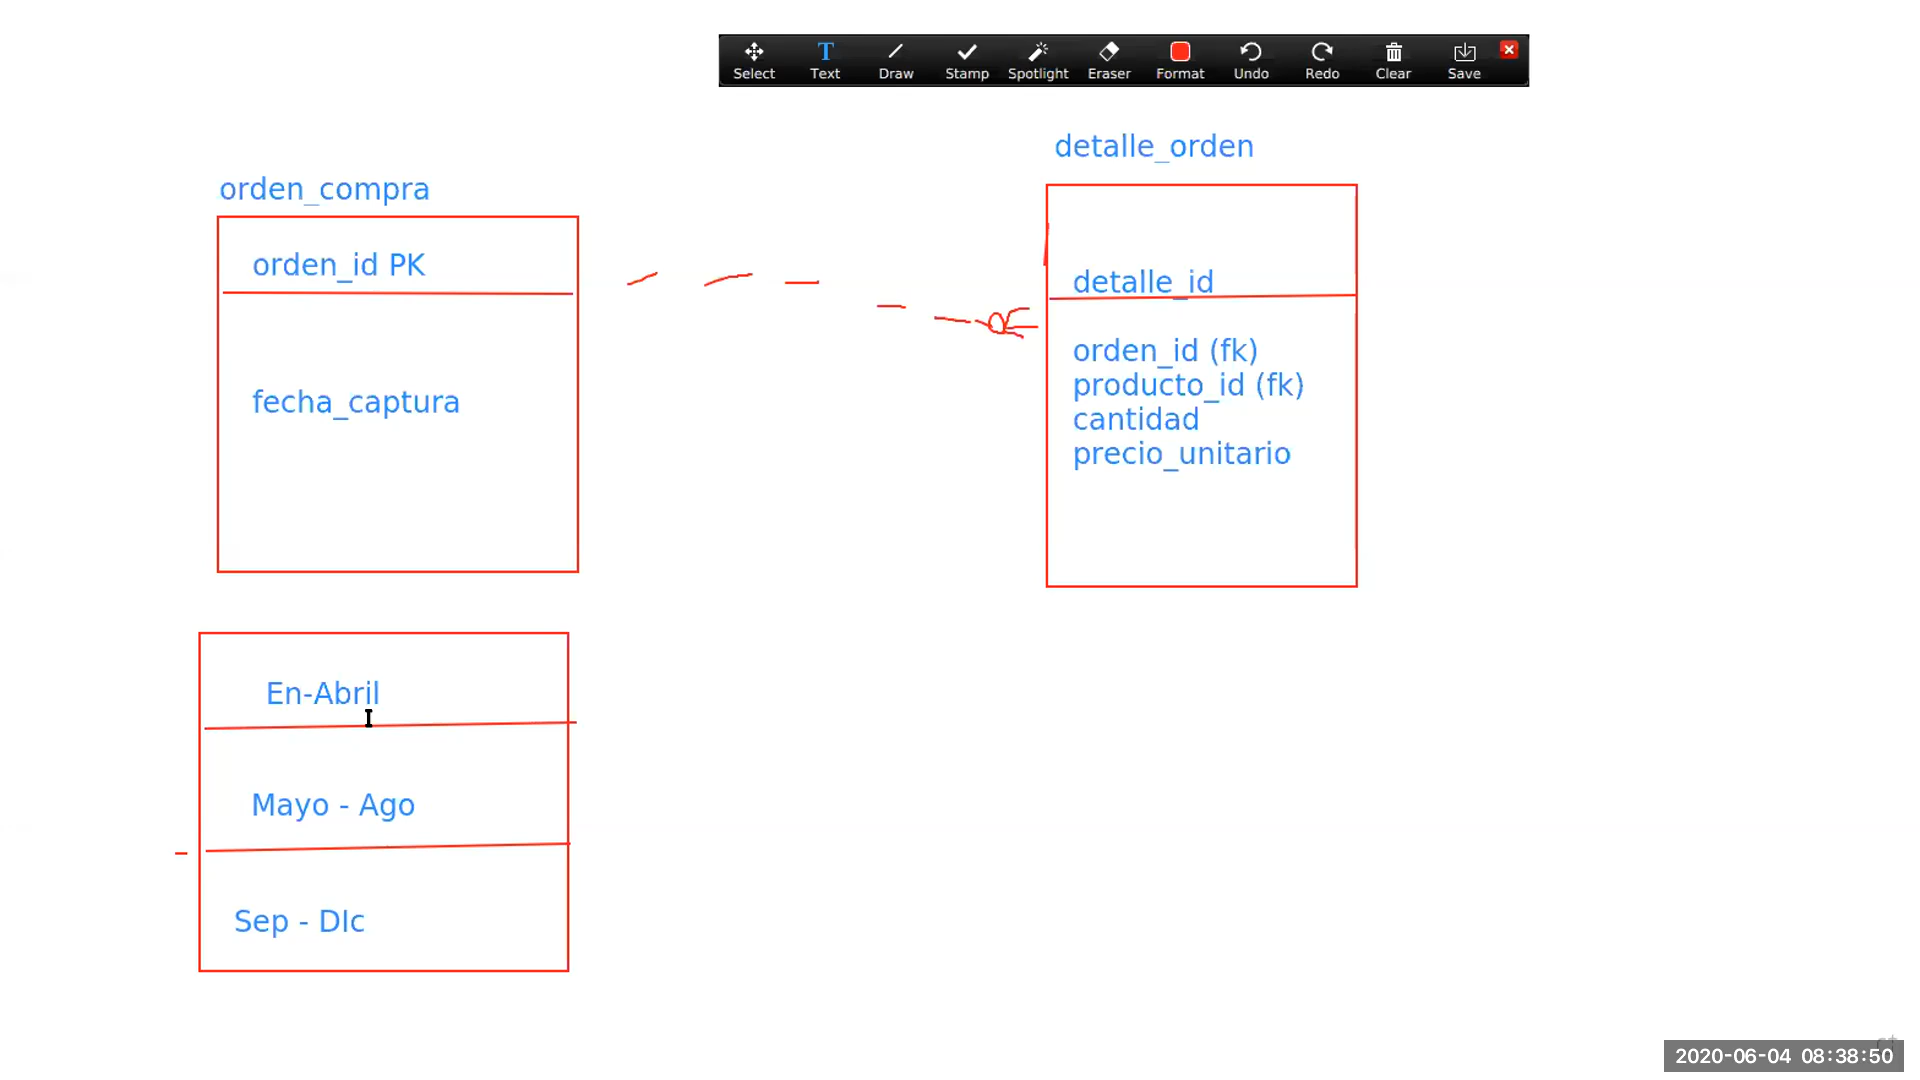 Select Text Draw Stamp Spotlight Eraser Format Undo Redo Clear Save
detalle_orden
orden_compra
orden_id PK
detalle_id
orden_id (fk)
fecha_captura
producto_id (fk)
cantidad
precio_unitario
En-Abril
Mayo - Ago
Sep - DIc
2020-06-04 08:38:50